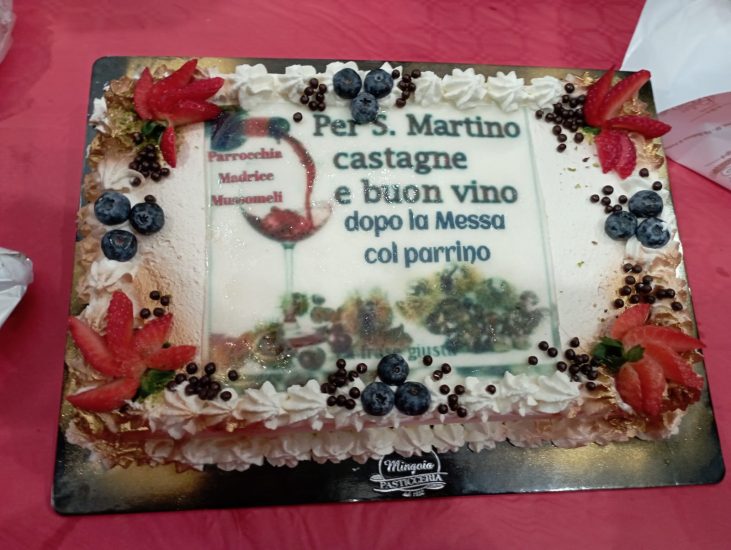 Per S. Martino
Parrocchia
Madrice
Mussomeli
castagne
e buon vino
dopo la Messa
col parrino
Mingoia
PASTICCERIA